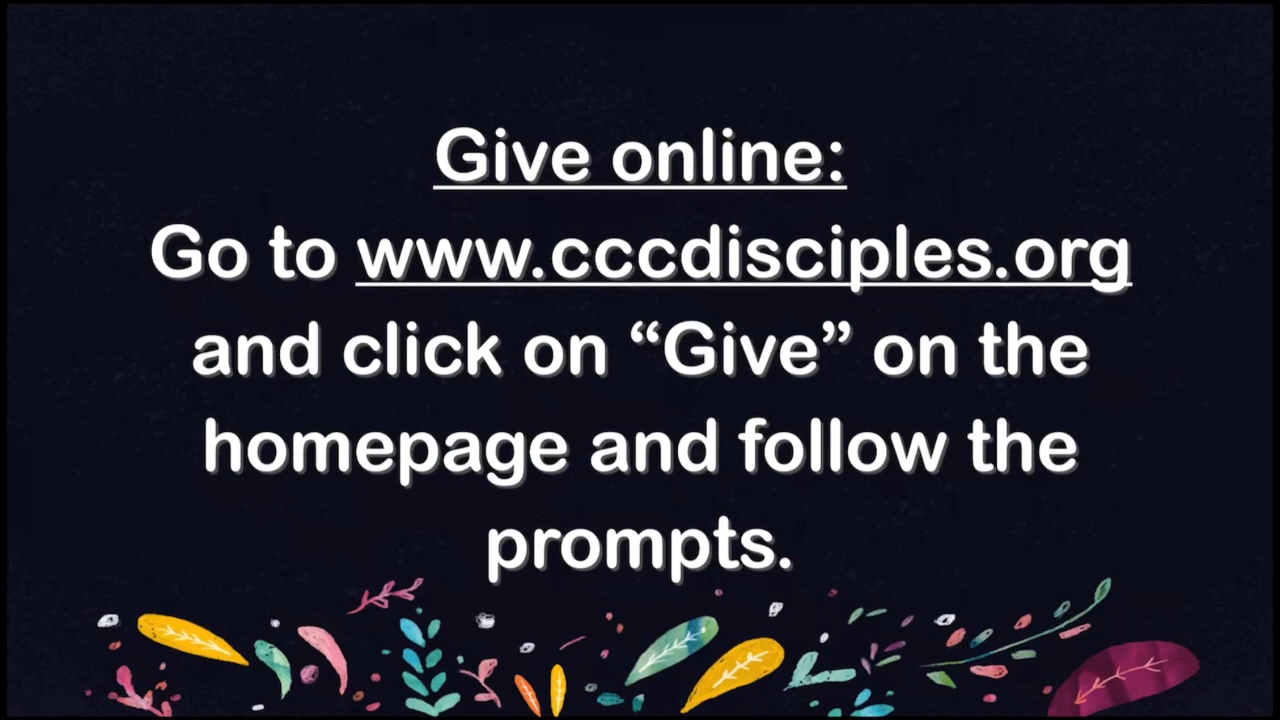 Give online:
Go to www.cccdisciples.org
and click on “Give” on the
homepage and follow the
prompts.